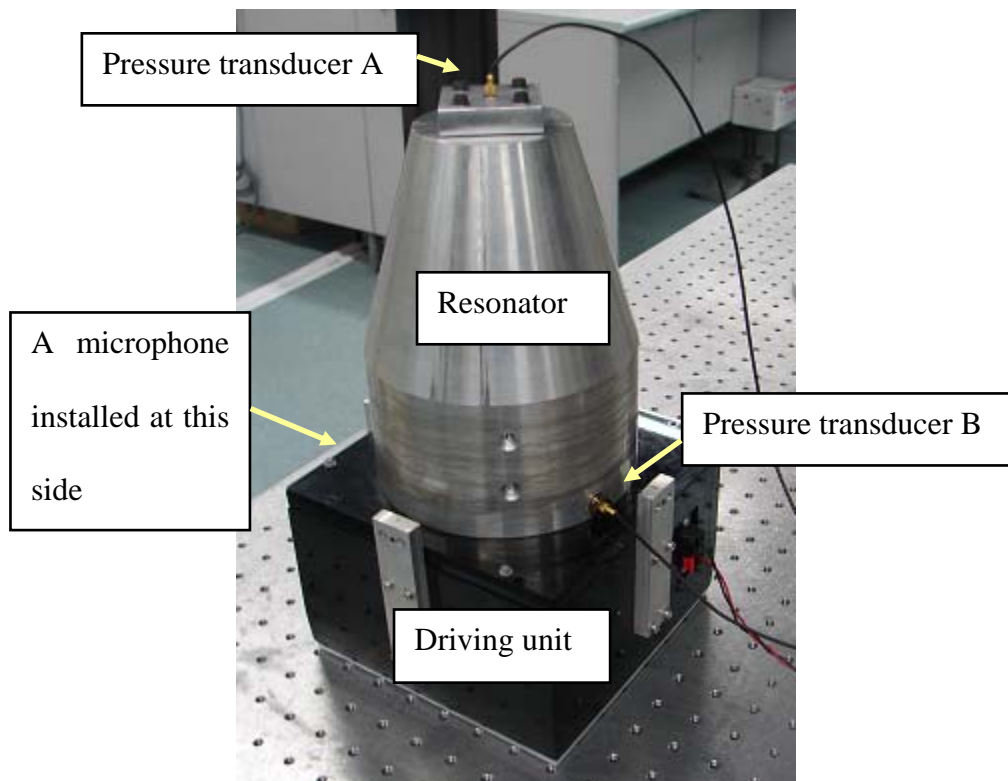 Pressure transducer A
Resonator
A microphone
installed at this
side
Pressure transducer B
Driving unit